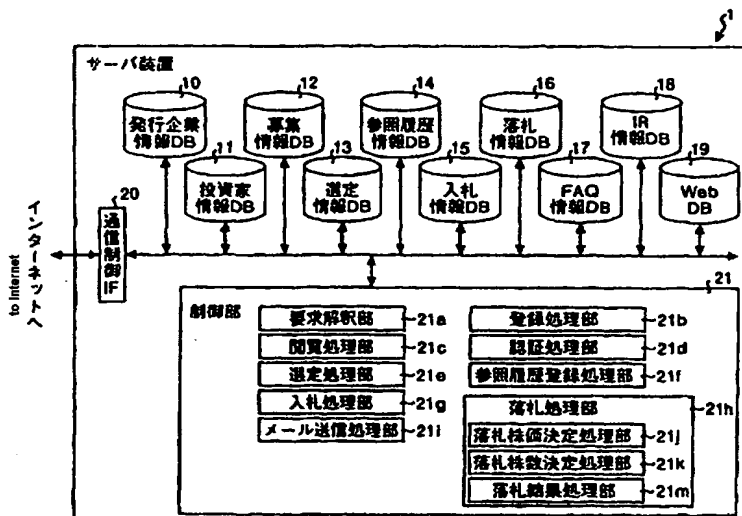 1
サーバ装置
10
12
14
16
18
発行企業
情報DB
募集
情報DB
参照履歴
情報DB
落札
情報DB
IR
情報DB
11
13
15
17
19
投資家
情報DB
選定
情報DB
入札
情報DB
FAQ
情報DB
Web
DB
20
通信制御IF
インターネットへ
to Internet
21
制御部
要求解釈部
21a
登録処理部
21b
閲覧処理部
21c
認証処理部
21d
選定処理部
21e
参照履歴登録処理部
21f
入札処理部
21g
落札処理部
21h
メール送信処理部
21i
落札株価決定処理部
21j
落札株数決定処理部
21k
落札結果処理部
21m